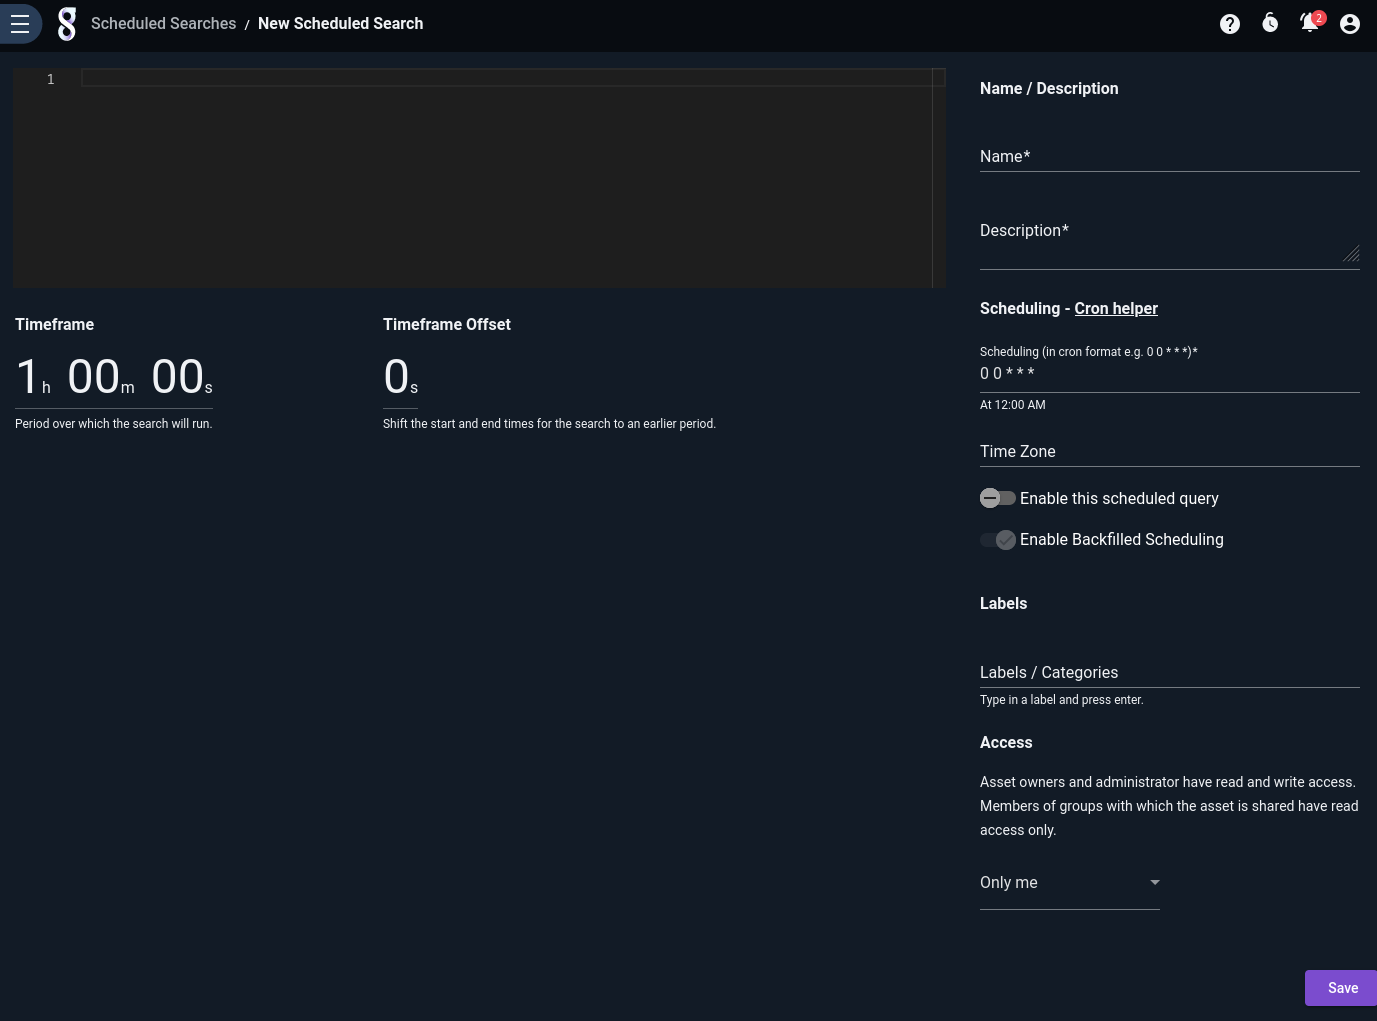 Scheduled Searches / New Scheduled Search
2
1
Timeframe
1h 00m 00s
Period over which the search will run.
Timeframe Offset
0s
Shift the start and end times for the search to an earlier period.
Name / Description
Name*
Description*
Scheduling - Cron helper
Scheduling (in cron format e.g. 0 0 * * *)*
0 0 * * *
At 12:00 AM
Time Zone
Enable this scheduled query
Enable Backfilled Scheduling
Labels
Labels / Categories
Type in a label and press enter.
Access
Asset owners and administrator have read and write access.
Members of groups with which the asset is shared have read
access only.
Only me
Save